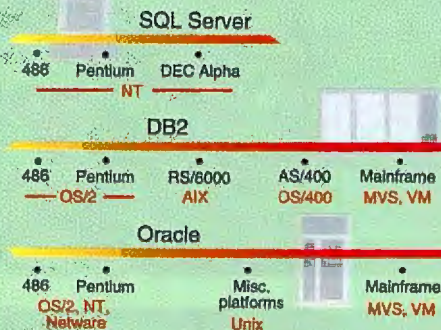 SQL Server
486 Pentium DEC Alpha
NT
DB2
486 Pentium RS/6000 AS/400 Mainframe
OS/2 AIX OS/400 MVS, VM
Oracle
486 Pentium Misc. platforms Mainframe
OS/2, NT, Netware Unix MVS, VM